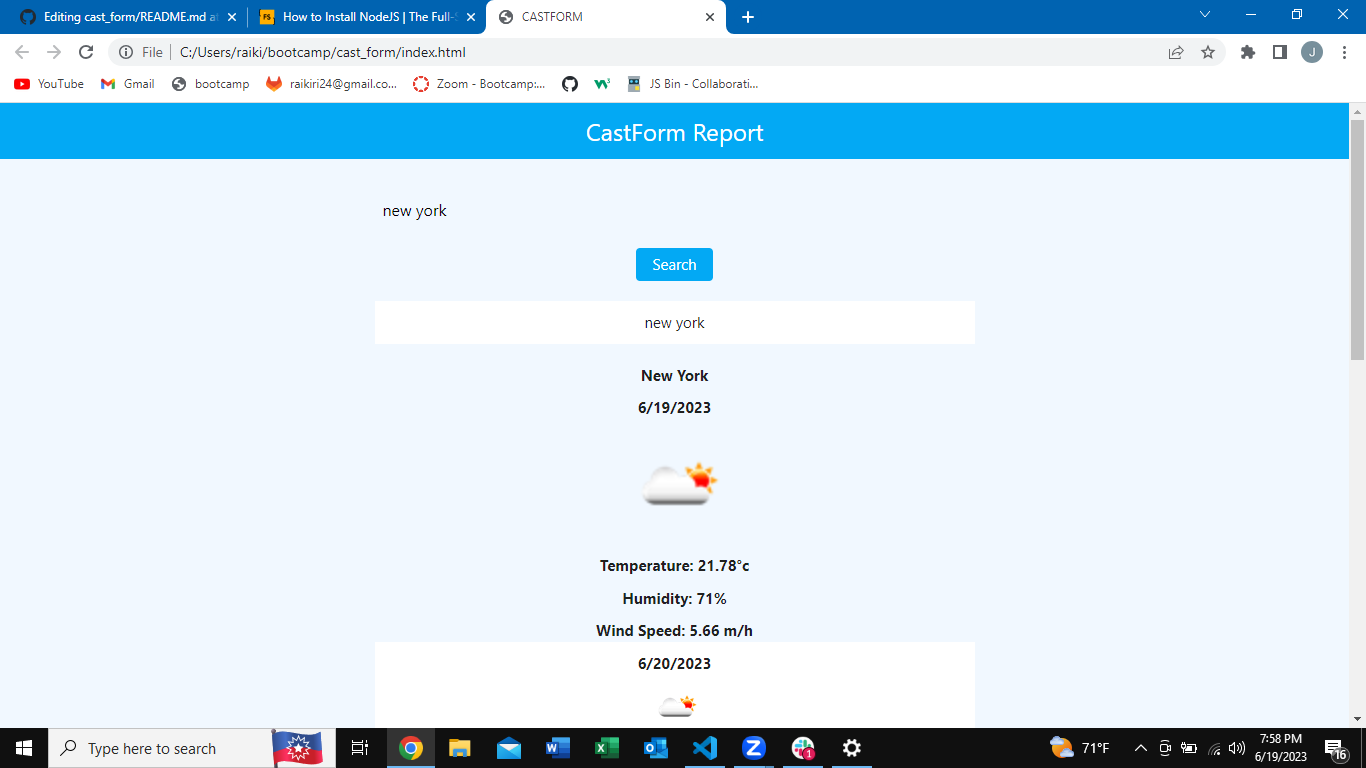 Editing cast_form/README.md at
How to Install NodeJS | The Full-S
CASTFORM
File
C:/Users/raiki/bootcamp/cast_form/index.html
J
YouTube
Gmail
bootcamp
raikiri24@gmail.co...
Zoom - Bootcamp:...
JS Bin - Collaborati...
CastForm Report
new york
Search
new york
New York
6/19/2023
Temperature: 21.78°c
Humidity: 71%
Wind Speed: 5.66 m/h
6/20/2023
Type here to search
71°F
7:58 PM
6/19/2023
16